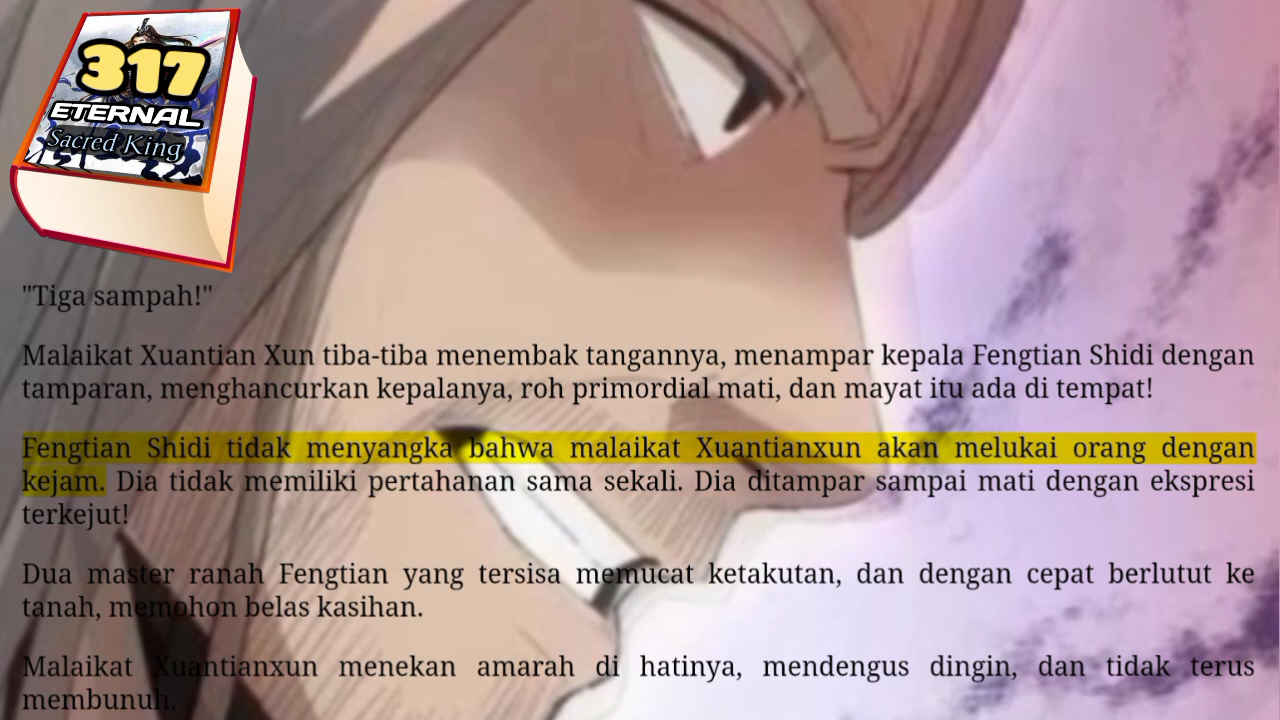 317
ETERNAL
Sacred King
"Tiga sampah!"
Malaikat Xuantian Xun tiba-tiba menembak tangannya, menampar kepala Fengtian Shidi dengan
tamparan, menghancurkan kepalanya, roh primordial mati, dan mayat itu ada di tempat!
Fengtian Shidi tidak menyangka bahwa malaikat Xuantianxun akan melukai orang dengan
kejam. Dia tidak memiliki pertahanan sama sekali. Dia ditampar sampai mati dengan ekspresi
terkejut!
Dua master ranah Fengtian yang tersisa memucat ketakutan, dan dengan cepat berlutut ke
tanah, memohon belas kasihan.
Malaikat Xuantianxun menekan amarah di hatinya, mendengus dingin, dan tidak terus
membunuh.